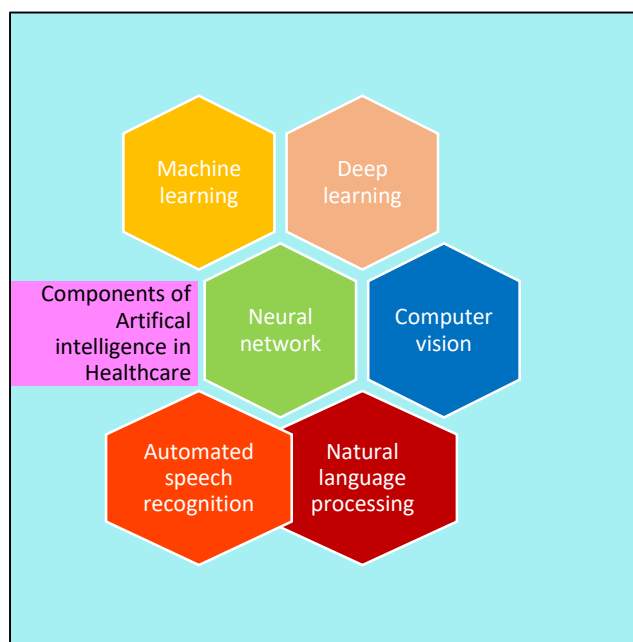 Machine
learning
Deep
learning
Components of
Artifical
intelligence in
Healthcare
Neural
network
Computer
vision
Automated
speech
recognition
Natural
language
processing